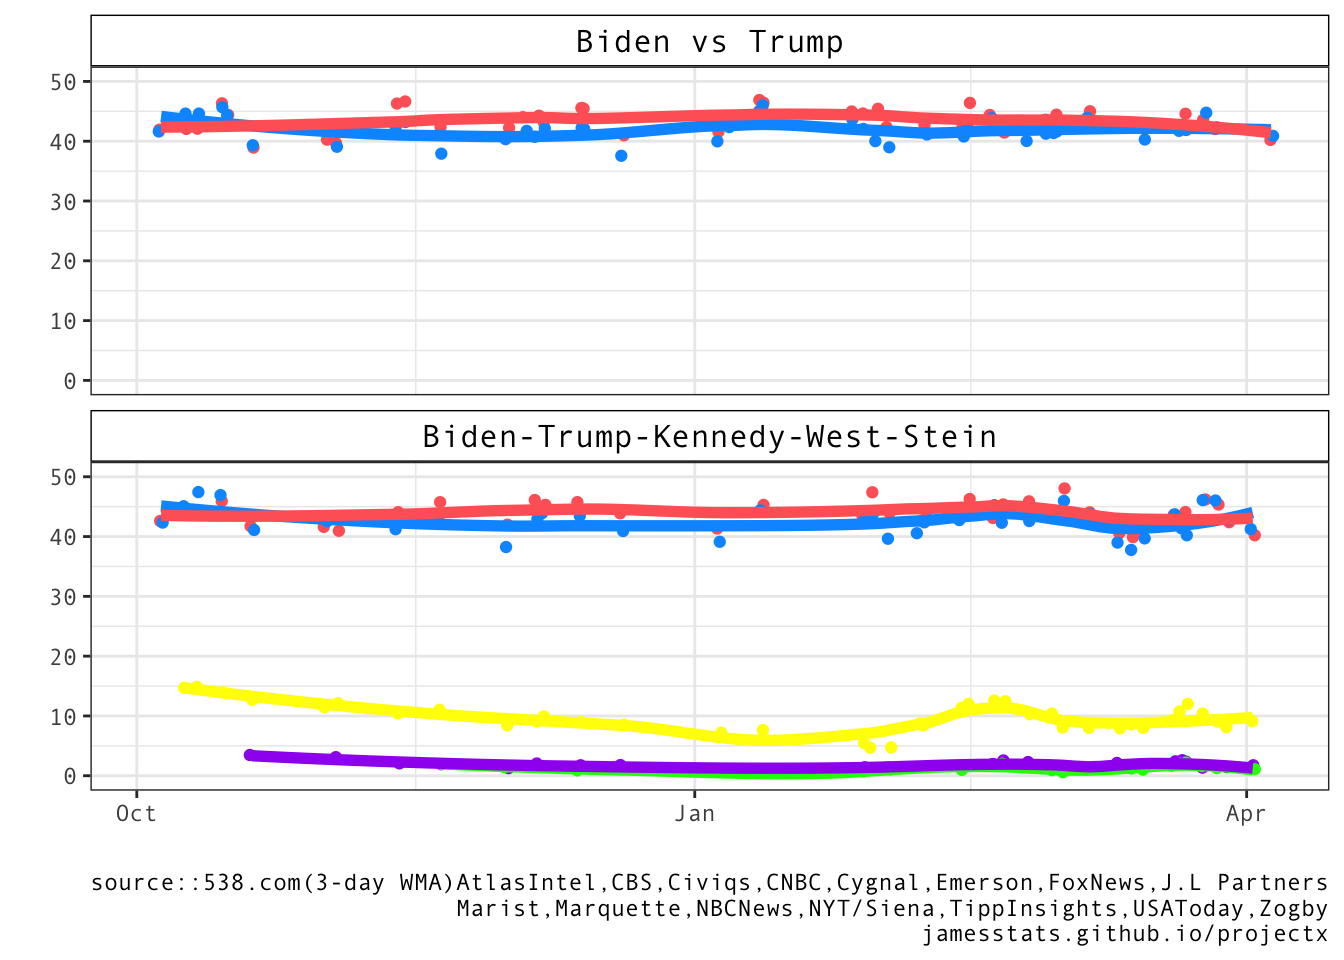 Biden vs Trump
50
40
30
20
10
0
Biden-Trump-Kennedy-West-Stein
50
40
30
20
10
0
Oct Jan Apr
source::538.com(3-day WMA)AtlasIntel,CBS,Civiqs,CNBC,Cygnal,Emerson,FoxNews,J.L Partners
Marist,Marquette,NBCNews,NYT/Siena,TippInsights,USAToday,Zogby
jamesstats.github.io/projectx